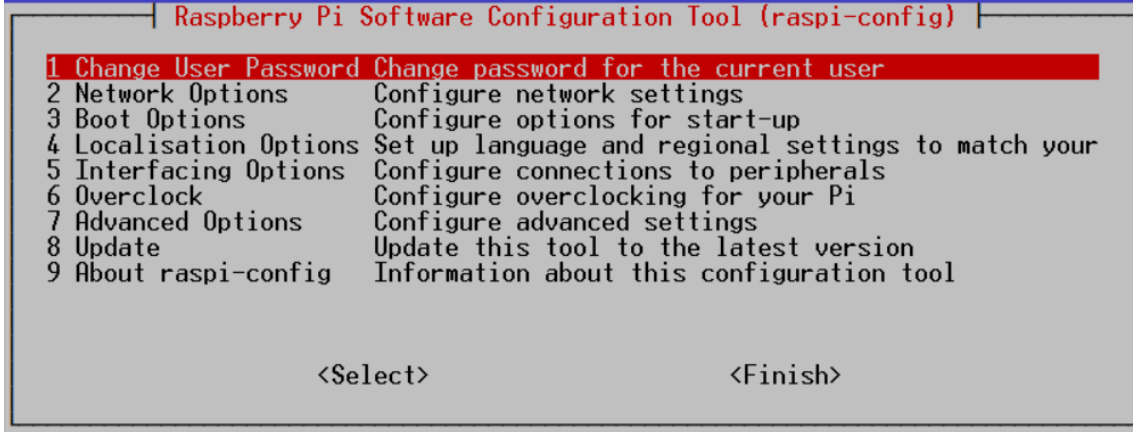 Raspberry Pi Software Configuration Tool (raspi-config)
1 Change User Password Change password for the current user
2 Network Options Configure network settings
3 Boot Options Configure options for start-up
4 Localisation Options Set up language and regional settings to match your
5 Interfacing Options Configure connections to peripherals
6 Overclock Configure overclocking for your Pi
7 Advanced Options Configure advanced settings
8 Update Update this tool to the latest version
9 About raspi-config Information about this configuration tool
<Select> <Finish>